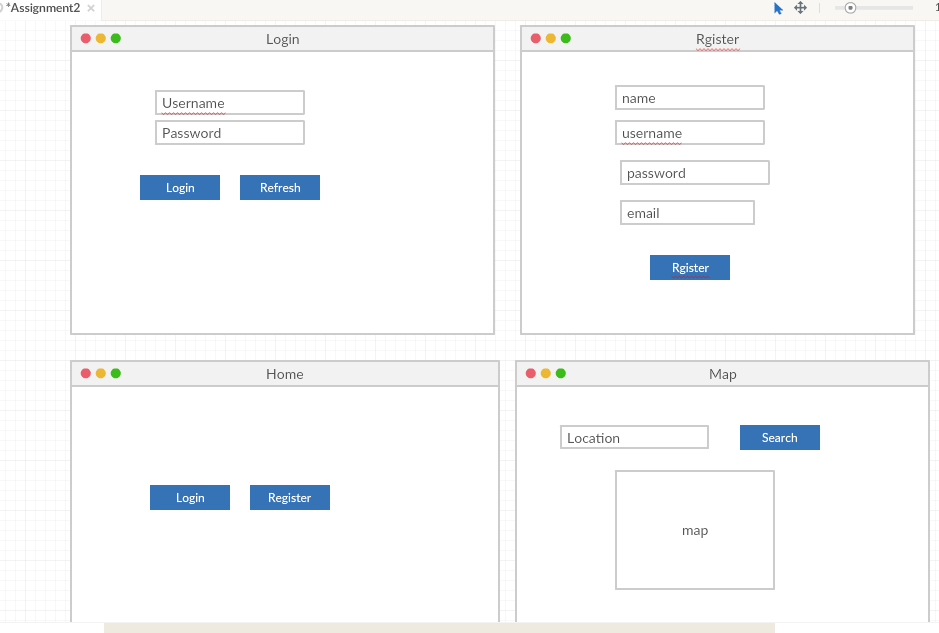 *Assignment2
Login
Username
Password
Login
Refresh
Rgister
name
username
password
email
Rgister
Home
Login
Register
Map
Location
Search
map